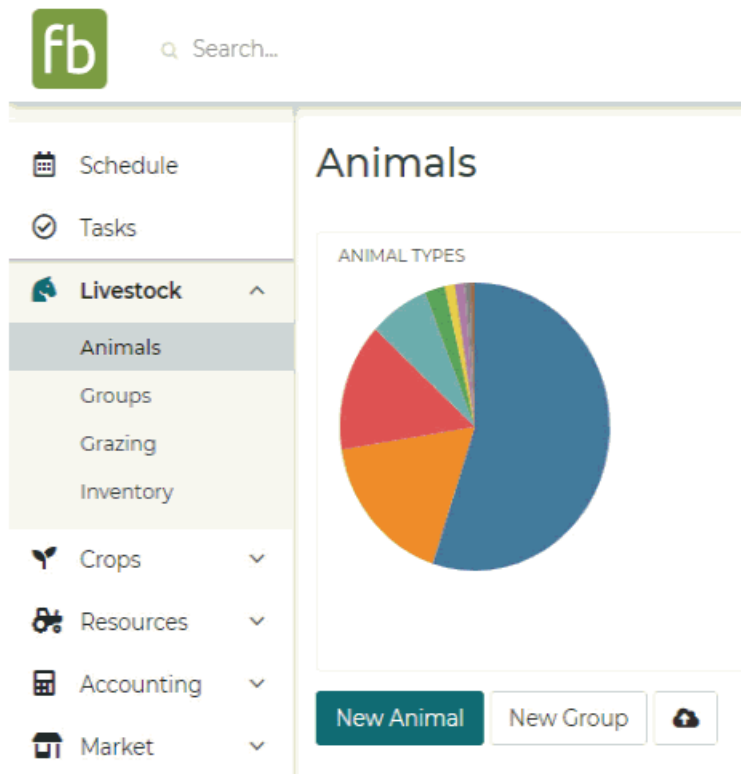 fb
Search...
Schedule
Tasks
Livestock
Animals
Groups
Grazing
Inventory
Crops
Resources
Accounting
Market
Animals
ANIMAL TYPES
New Animal
New Group